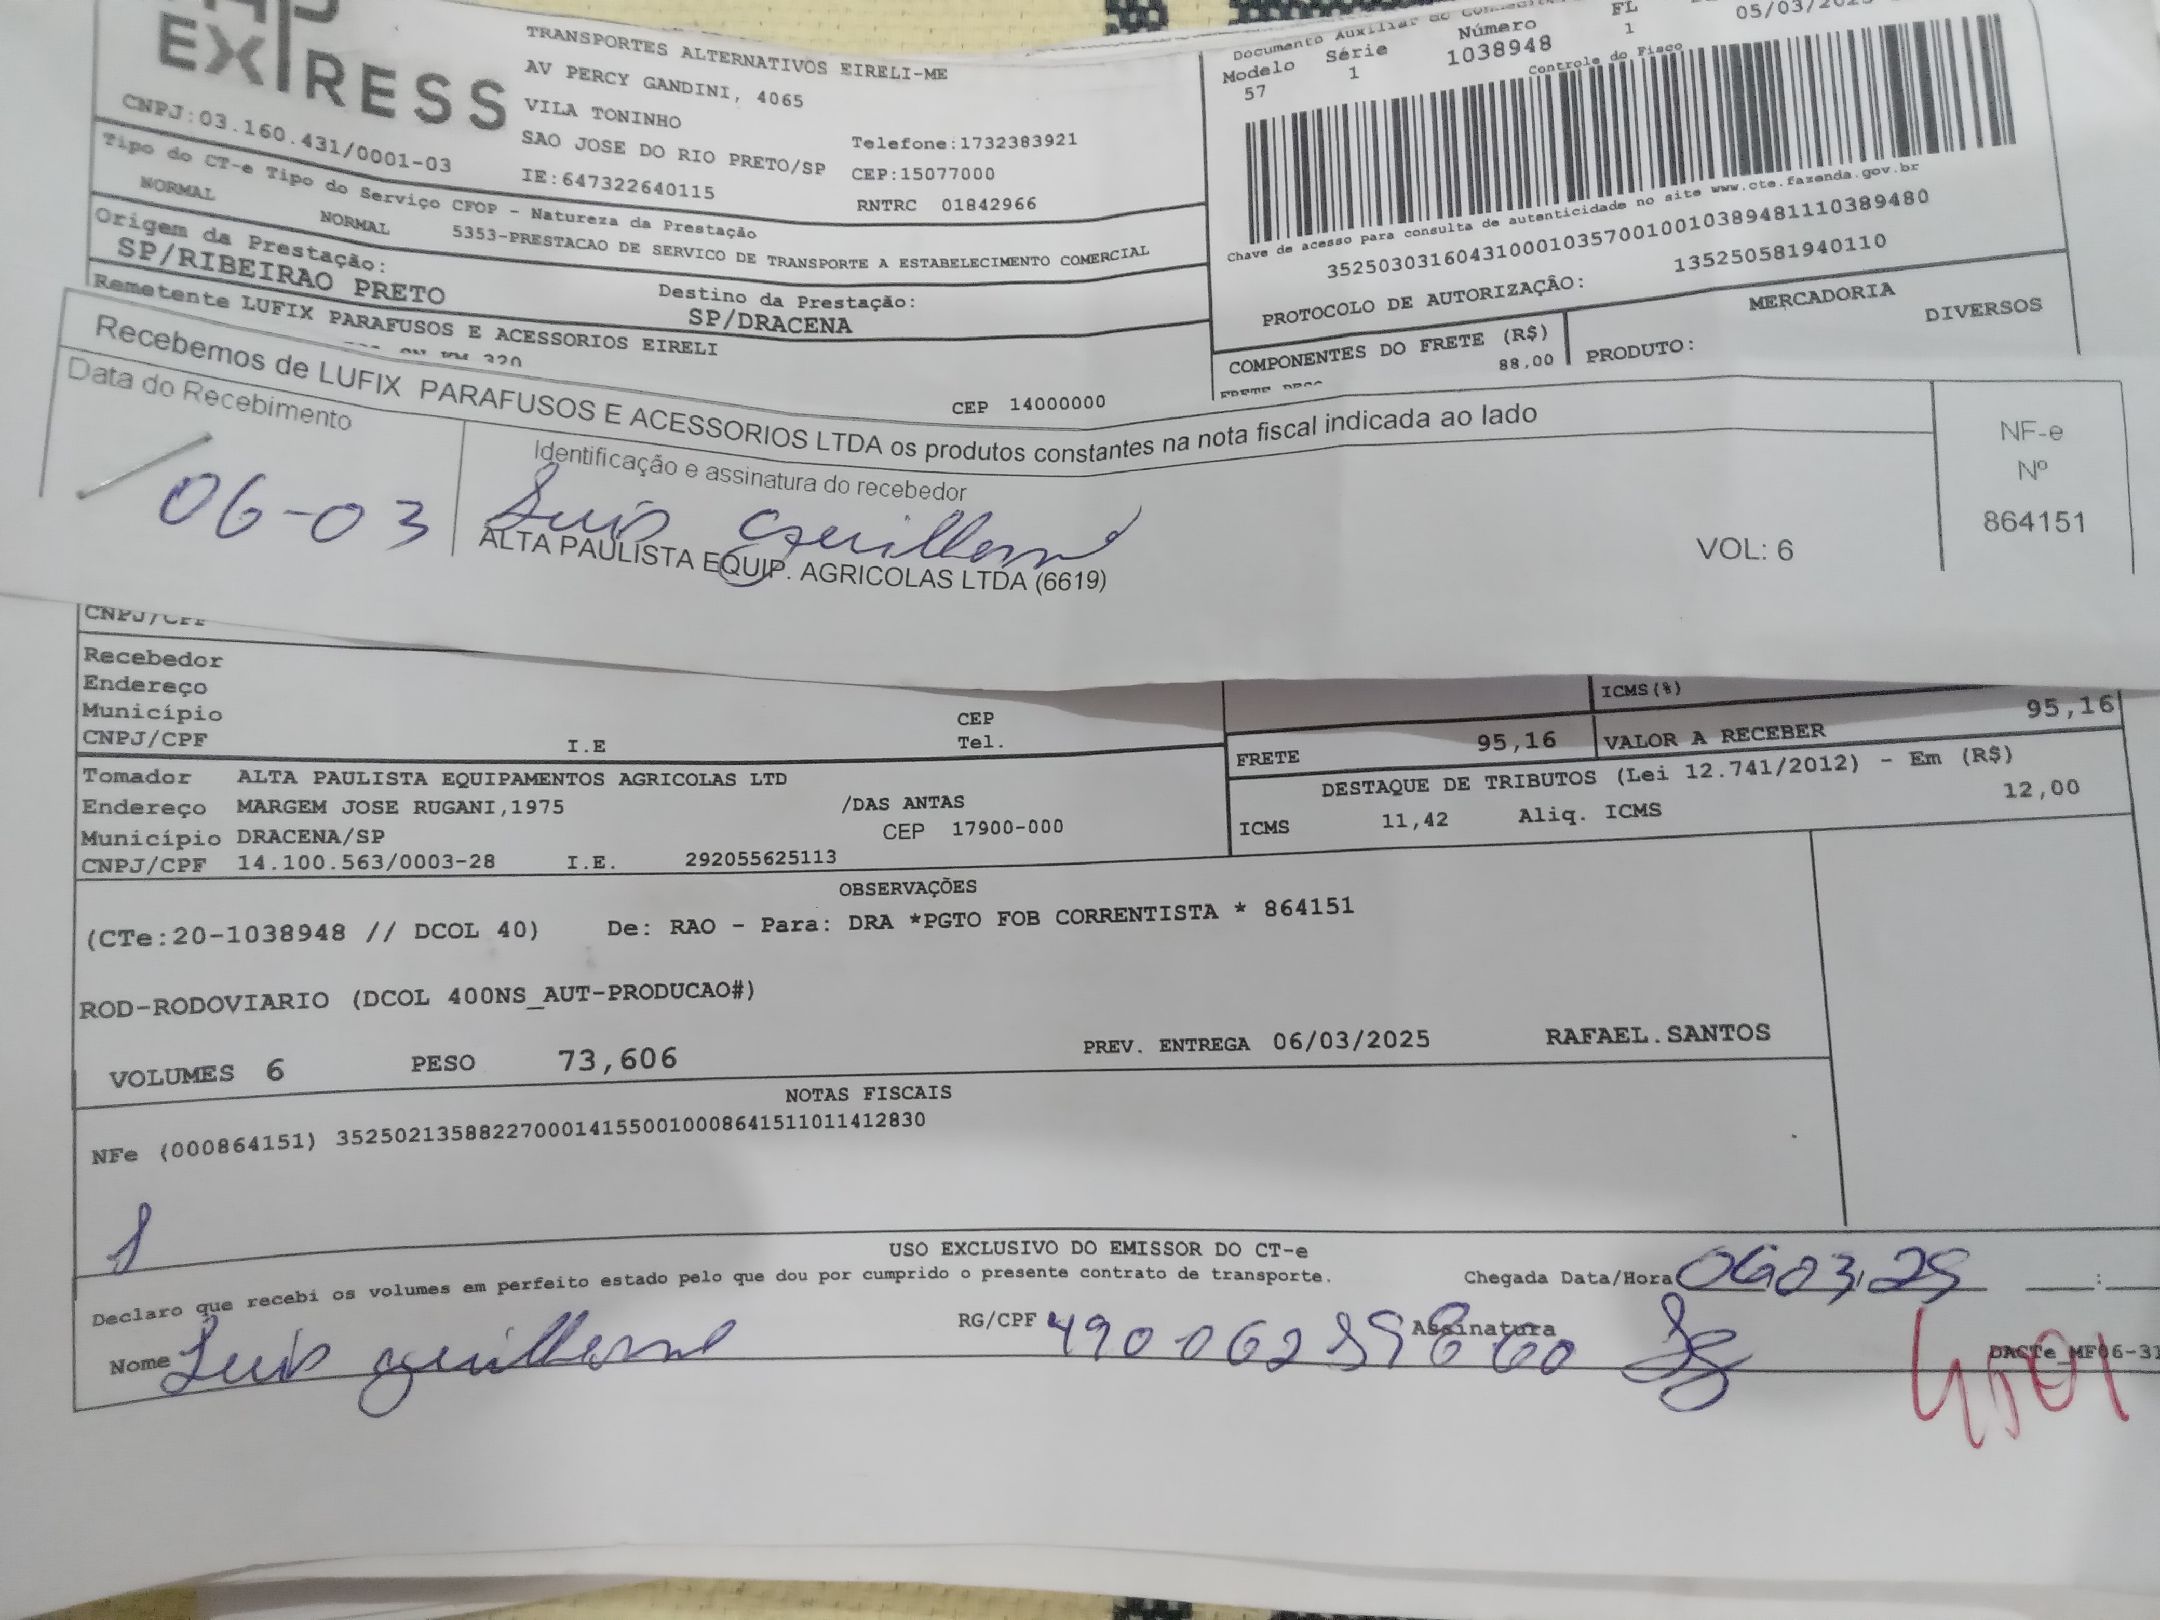 EXPRESS
CNPJ:03.160.431/0001-03
TRANSPORTES ALTERNATIVOS EIRELI-ME
AV PERCY GANDINI, 4065
VILA TONINHO
SAO JOSE DO RIO PRETO/SP
IE:647322640115
Telefone:1732383921
CEP:15077000
RNTRC 01842966
Documento Auxiliar do
Modelo Série Número FL
57 1 1038948 1
Controle do Fisco
Chave de acesso para consulta de autenticidade no site www.cte.fazenda.gov.br
35250303160431000103570010010389481110389480
PROTOCOLO DE AUTORIZAÇÃO: 135250581940110
Tipo do CT-e Tipo do Serviço CFOP - Natureza da Prestação
NORMAL NORMAL 5353-PRESTACAO DE SERVICO DE TRANSPORTE A ESTABELECIMENTO COMERCIAL
Origem da Prestação: Destino da Prestação:
SP/RIBEIRAO PRETO SP/DRACENA
Remetente LUFIX PARAFUSOS E ACESSORIOS EIRELI
CEP 14000000
COMPONENTES DO FRETE (R$)
88,00
MERCADORIA
PRODUTO: DIVERSOS
Recebemos de LUFIX PARAFUSOS E ACESSORIOS LTDA os produtos constantes na nota fiscal indicada ao lado
Data do Recebimento Identificação e assinatura do recebedor
06-03 Luis Guilherme
ALTA PAULISTA EQUIP. AGRICOLAS LTDA (6619)
VOL: 6
NF-e
Nº
864151
CNPJ/CPF
Recebedor
Endereço
Município CEP
CNPJ/CPF I.E Tel.
ICMS(%)
FRETE 95,16 VALOR A RECEBER 95,16
Tomador ALTA PAULISTA EQUIPAMENTOS AGRICOLAS LTD
Endereço MARGEM JOSE RUGANI,1975 /DAS ANTAS
Município DRACENA/SP CEP 17900-000
CNPJ/CPF 14.100.563/0003-28 I.E. 292055625113
DESTAQUE DE TRIBUTOS (Lei 12.741/2012) - Em (R$)
ICMS 11,42 Aliq. ICMS 12,00
OBSERVAÇÕES
(CTe:20-1038948 // DCOL 40) De: RAO - Para: DRA *PGTO FOB CORRENTISTA * 864151
ROD-RODOVIARIO (DCOL 400NS_AUT-PRODUCAO#)
VOLUMES 6 PESO 73,606 PREV. ENTREGA 06/03/2025 RAFAEL.SANTOS
NOTAS FISCAIS
NFe (000864151) 35250213588227000141550010008641511011412830
USO EXCLUSIVO DO EMISSOR DO CT-e
Declaro que recebi os volumes em perfeito estado pelo que dou por cumprido o presente contrato de transporte. Chegada Data/Hora 06 03,25 :
Nome Luis Guilherme RG/CPF Assinatura